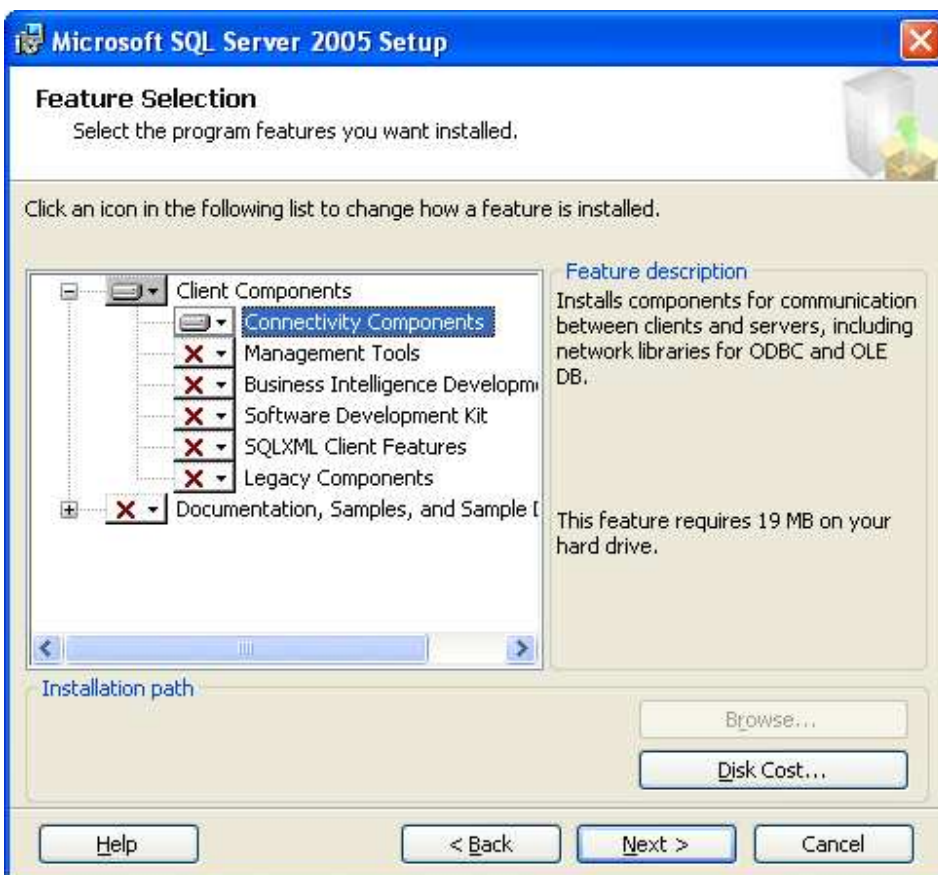 Microsoft SQL Server 2005 Setup
Feature Selection
Select the program features you want installed.
Click an icon in the following list to change how a feature is installed.
Client Components
Connectivity Components
Management Tools
Business Intelligence Developm
Software Development Kit
SQLXML Client Features
Legacy Components
Documentation, Samples, and Sample D
Feature description
Installs components for communication
between clients and servers, including
network libraries for ODBC and OLE
DB.
This feature requires 19 MB on your
hard drive.
Installation path
Browse...
Disk Cost...
Help
< Back
Next >
Cancel